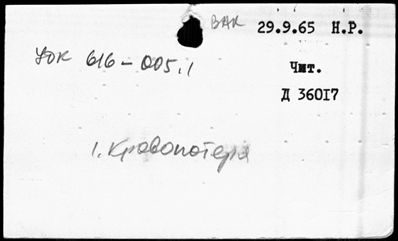 ВАК
29.9.65 Н.Р.
УДК 616-005.1
Чит.
Д 36017
1. Кровопотеря